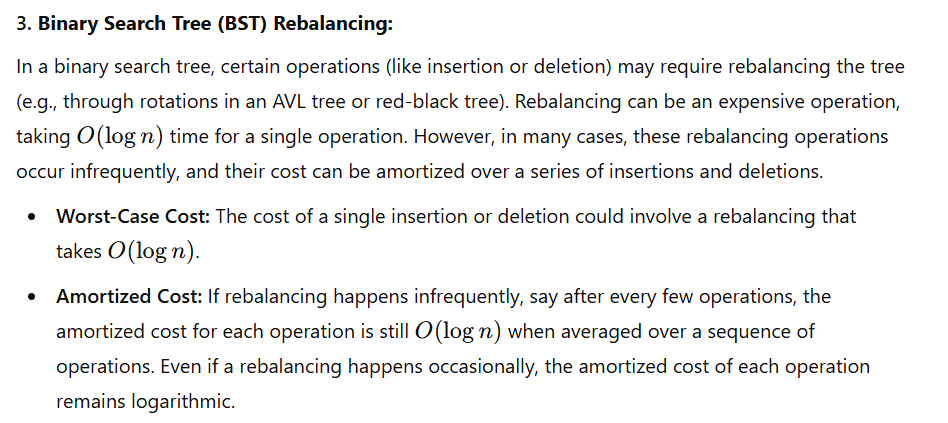 3. Binary Search Tree (BST) Rebalancing:
In a binary search tree, certain operations (like insertion or deletion) may require rebalancing the tree
(e.g., through rotations in an AVL tree or red-black tree). Rebalancing can be an expensive operation,
taking O(log n) time for a single operation. However, in many cases, these rebalancing operations
occur infrequently, and their cost can be amortized over a series of insertions and deletions.
• Worst-Case Cost: The cost of a single insertion or deletion could involve a rebalancing that
takes O(log n).
• Amortized Cost: If rebalancing happens infrequently, say after every few operations, the
amortized cost for each operation is still O(log n) when averaged over a sequence of
operations. Even if a rebalancing happens occasionally, the amortized cost of each operation
remains logarithmic.